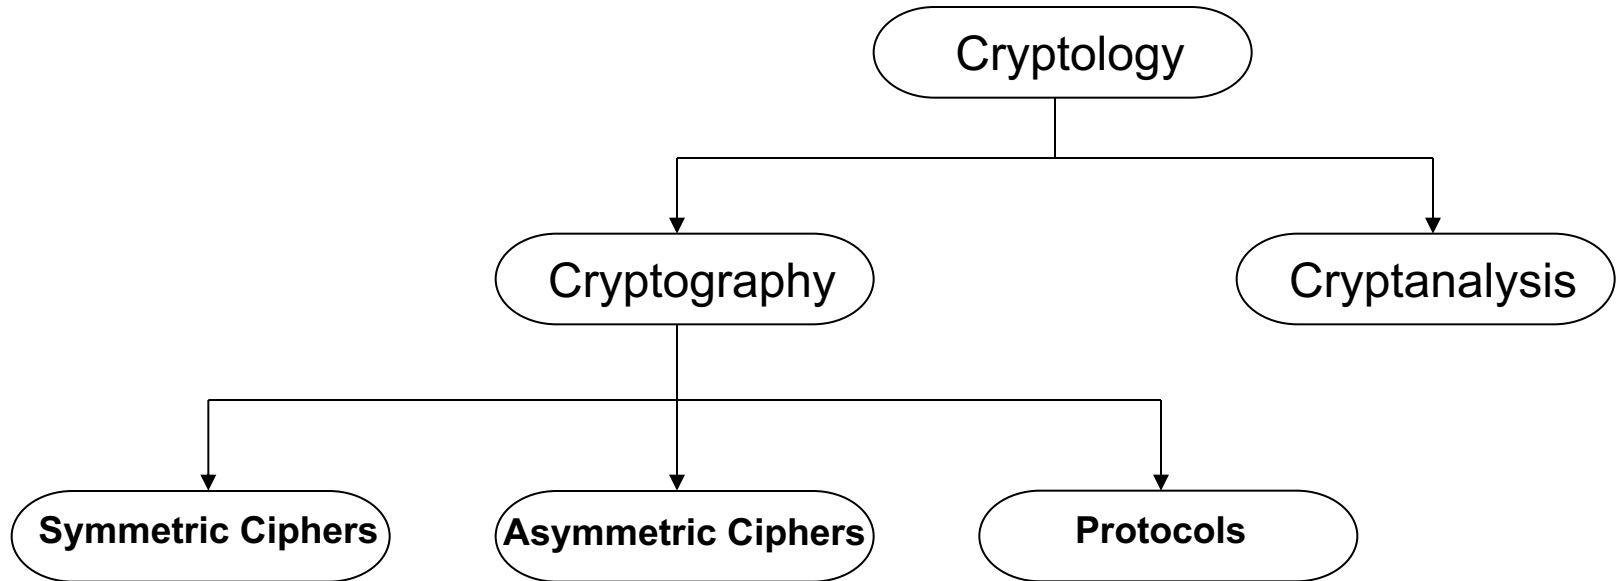 Cryptology
Cryptography
Cryptanalysis
Symmetric Ciphers
Asymmetric Ciphers
Protocols